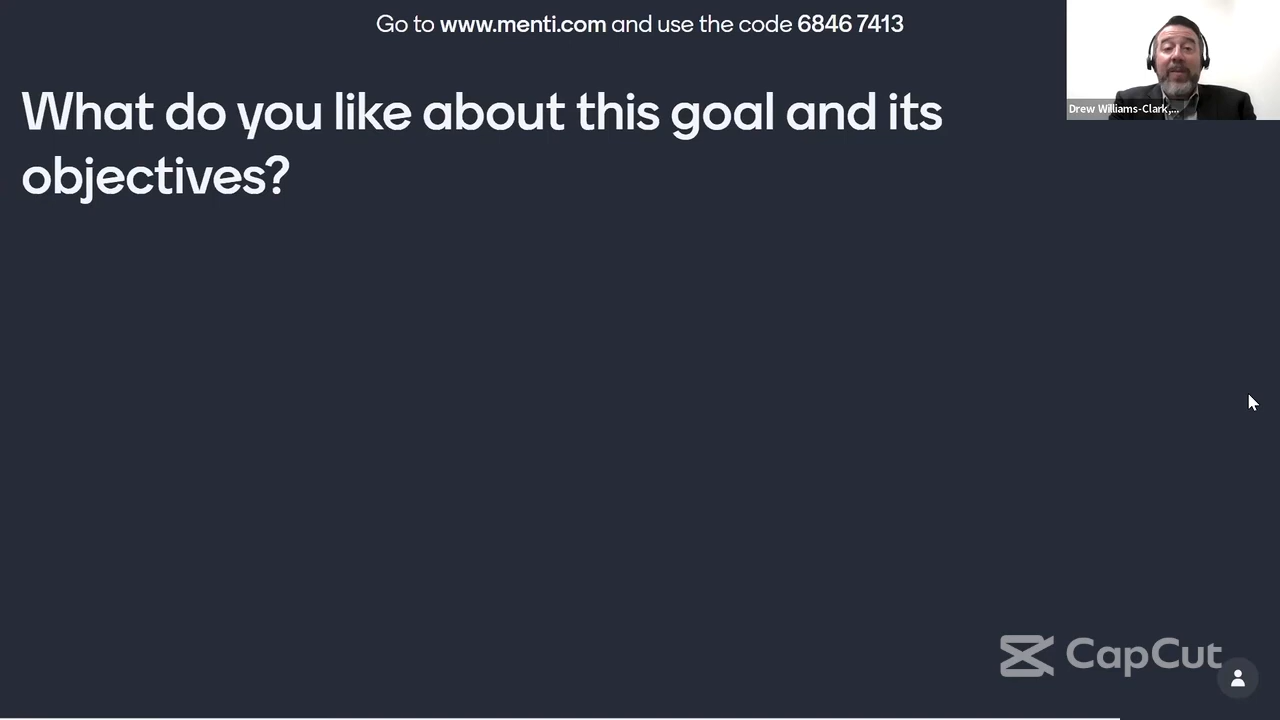 Go to www.menti.com and use the code 6846 7413
What do you like about this goal and its
objectives?
Drew Williams-Clark,...
CapCut